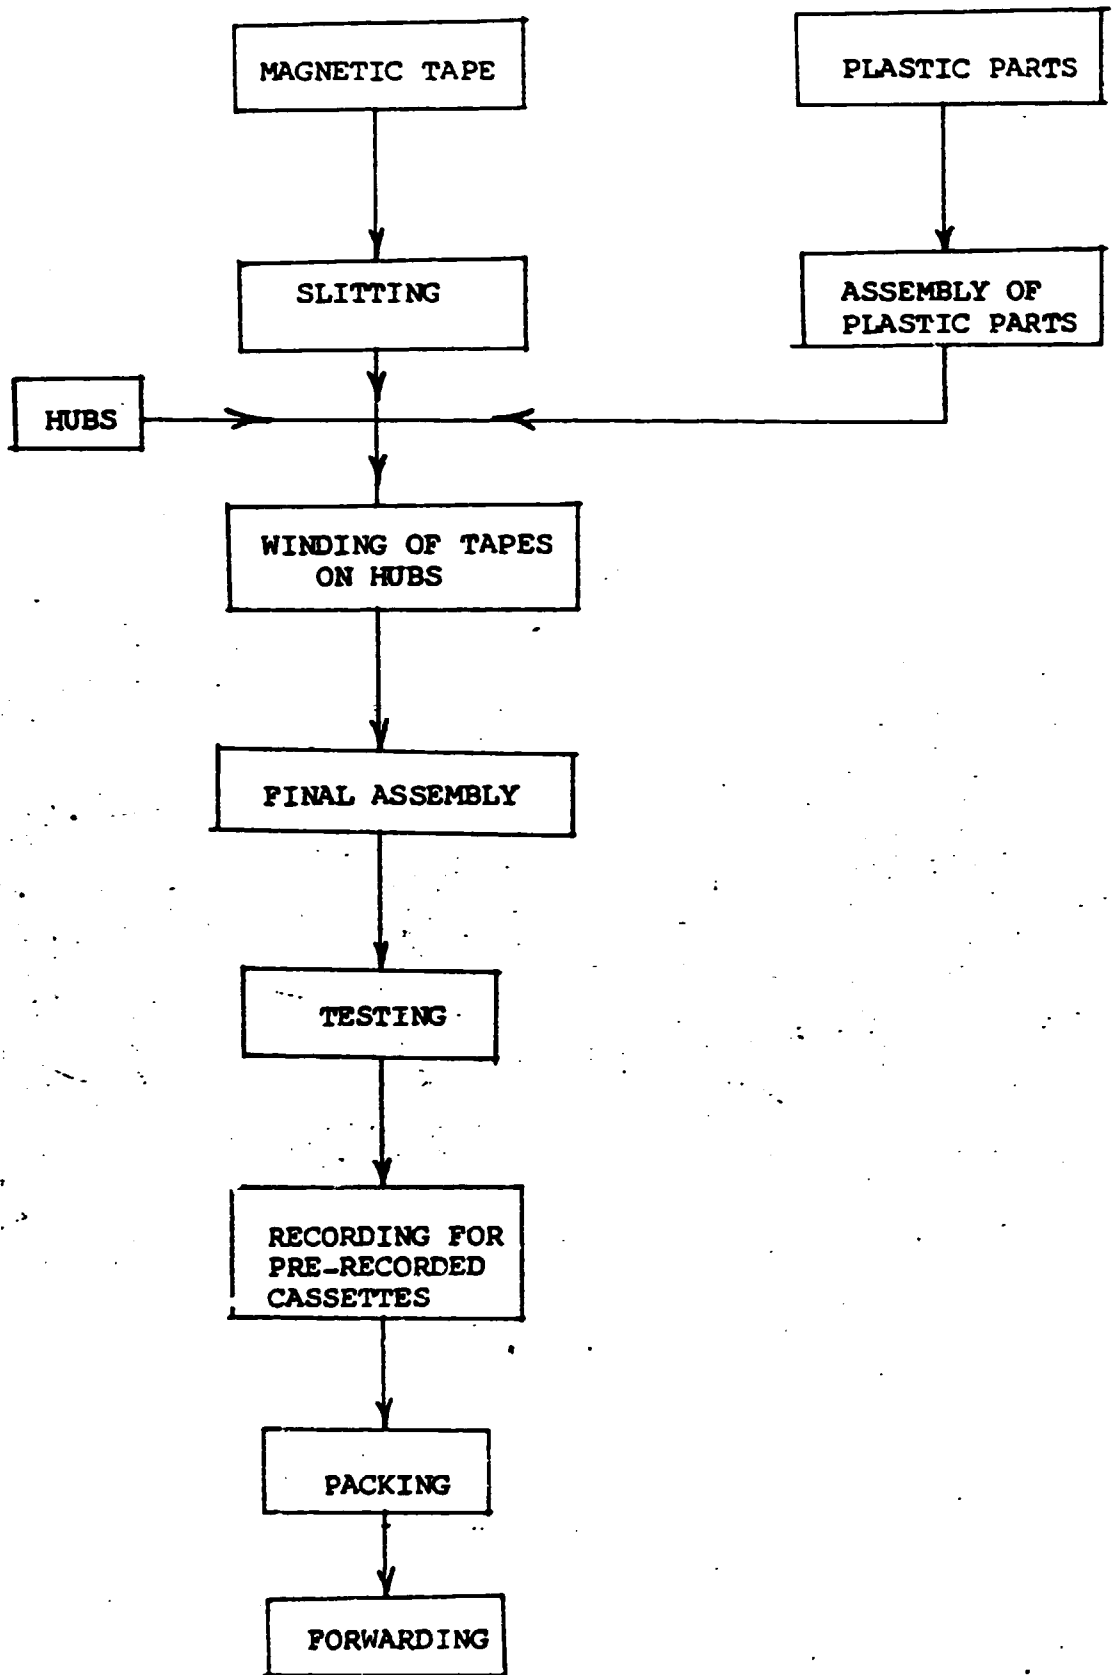 MAGNETIC TAPE
PLASTIC PARTS
SLITTING
ASSEMBLY OF
PLASTIC PARTS
HUBS
WINDING OF TAPES
ON HUBS
FINAL ASSEMBLY
TESTING
RECORDING FOR
PRE-RECORDED
CASSETTES
PACKING
FORWARDING